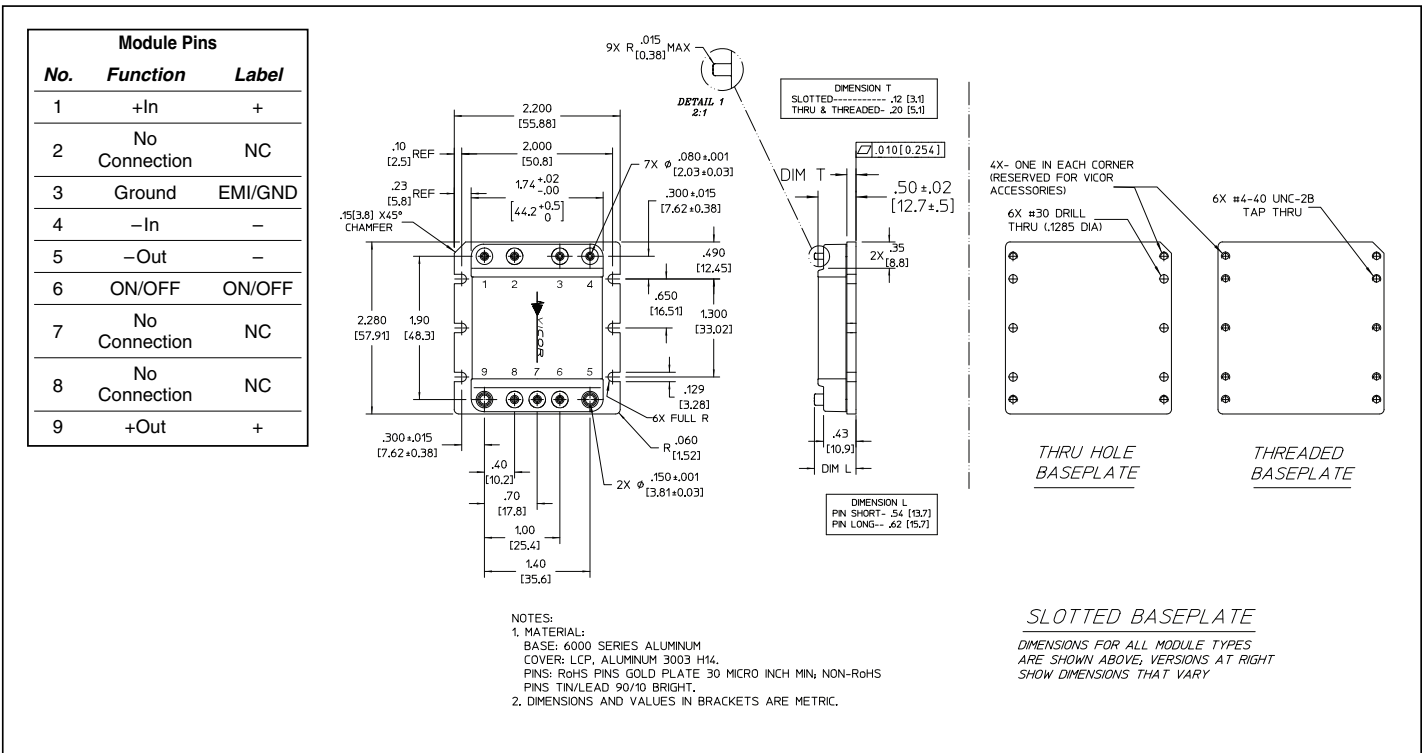 Module Pins
No. Function Label
1 +In +
2 No Connection NC
3 Ground EMI/GND
4 –In –
5 –Out –
6 ON/OFF ON/OFF
7 No Connection NC
8 No Connection NC
9 +Out +
9X R .015 [0.38] MAX
DETAIL 1
2:1
DIMENSION T
SLOTTED----------- .12 [3.1]
THRU & THREADED- .20 [5.1]
2.200
[55.88]
.10 [2.5] REF
2.000
[50.8]
7X ø .080±.001
[2.03±0.03]
.23 [5.8] REF
1.74 +.02 -.00
[44.2 +0.5 0]
.300±.015
[7.62±0.38]
.15[3.8] X45°
CHAMFER
.010[0.254]
DIM T
.50±.02
[12.7±.5]
2X .35 [8.8]
.490
[12.45]
1 2 3 4
.650
[16.51]
1.300
[33.02]
2.280
[57.91]
1.90
[48.3]
VICOR
9 8 7 6 5
.129
[3.28]
6X FULL R
R .060
[1.52]
.300±.015
[7.62±0.38]
.40
[10.2]
2X ø .150±.001
[3.81±0.03]
.70
[17.8]
1.00
[25.4]
1.40
[35.6]
.43
[10.9]
DIM L
DIMENSION L
PIN SHORT- .54 [13.7]
PIN LONG-- .62 [15.7]
4X- ONE IN EACH CORNER
(RESERVED FOR VICOR
ACCESSORIES)
6X #30 DRILL
THRU (.1285 DIA)
6X #4-40 UNC-2B
TAP THRU
THRU HOLE
BASEPLATE
THREADED
BASEPLATE
NOTES:
1. MATERIAL:
BASE: 6000 SERIES ALUMINUM
COVER: LCP, ALUMINUM 3003 H14.
PINS: RoHS PINS GOLD PLATE 30 MICRO INCH MIN; NON-RoHS
PINS TIN/LEAD 90/10 BRIGHT.
2. DIMENSIONS AND VALUES IN BRACKETS ARE METRIC.
SLOTTED BASEPLATE
DIMENSIONS FOR ALL MODULE TYPES
ARE SHOWN ABOVE; VERSIONS AT RIGHT
SHOW DIMENSIONS THAT VARY